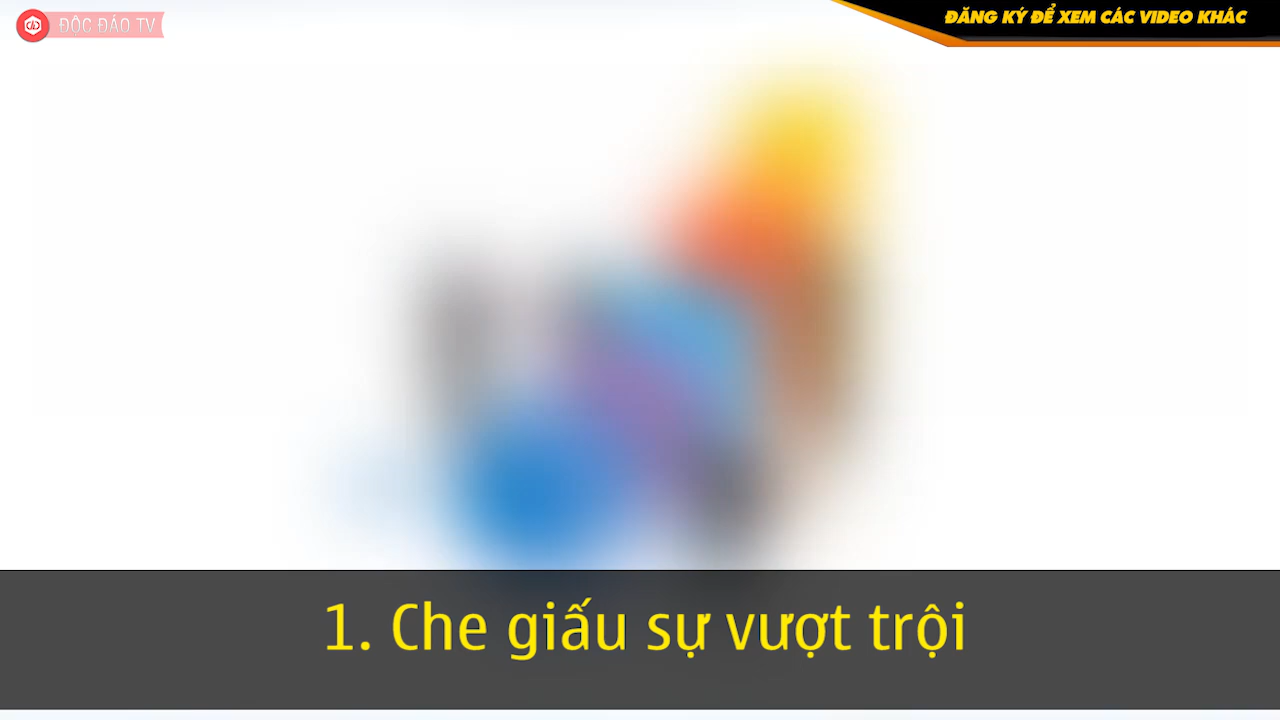 ĐỘC ĐÁO TV
ĐĂNG KÝ ĐỂ XEM CÁC VIDEO KHÁC
1. Che giấu sự vượt trội